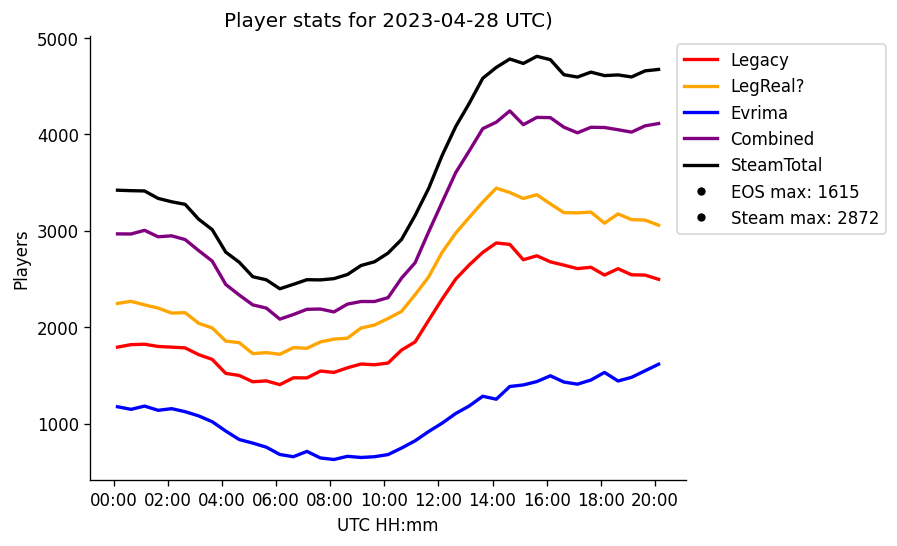 Player stats for 2023-04-28 UTC)
5000
4000
3000
2000
1000
Players
00:00 02:00 04:00 06:00 08:00 10:00 12:00 14:00 16:00 18:00 20:00
UTC HH:mm
Legacy
LegReal?
Evrima
Combined
SteamTotal
EOS max: 1615
Steam max: 2872